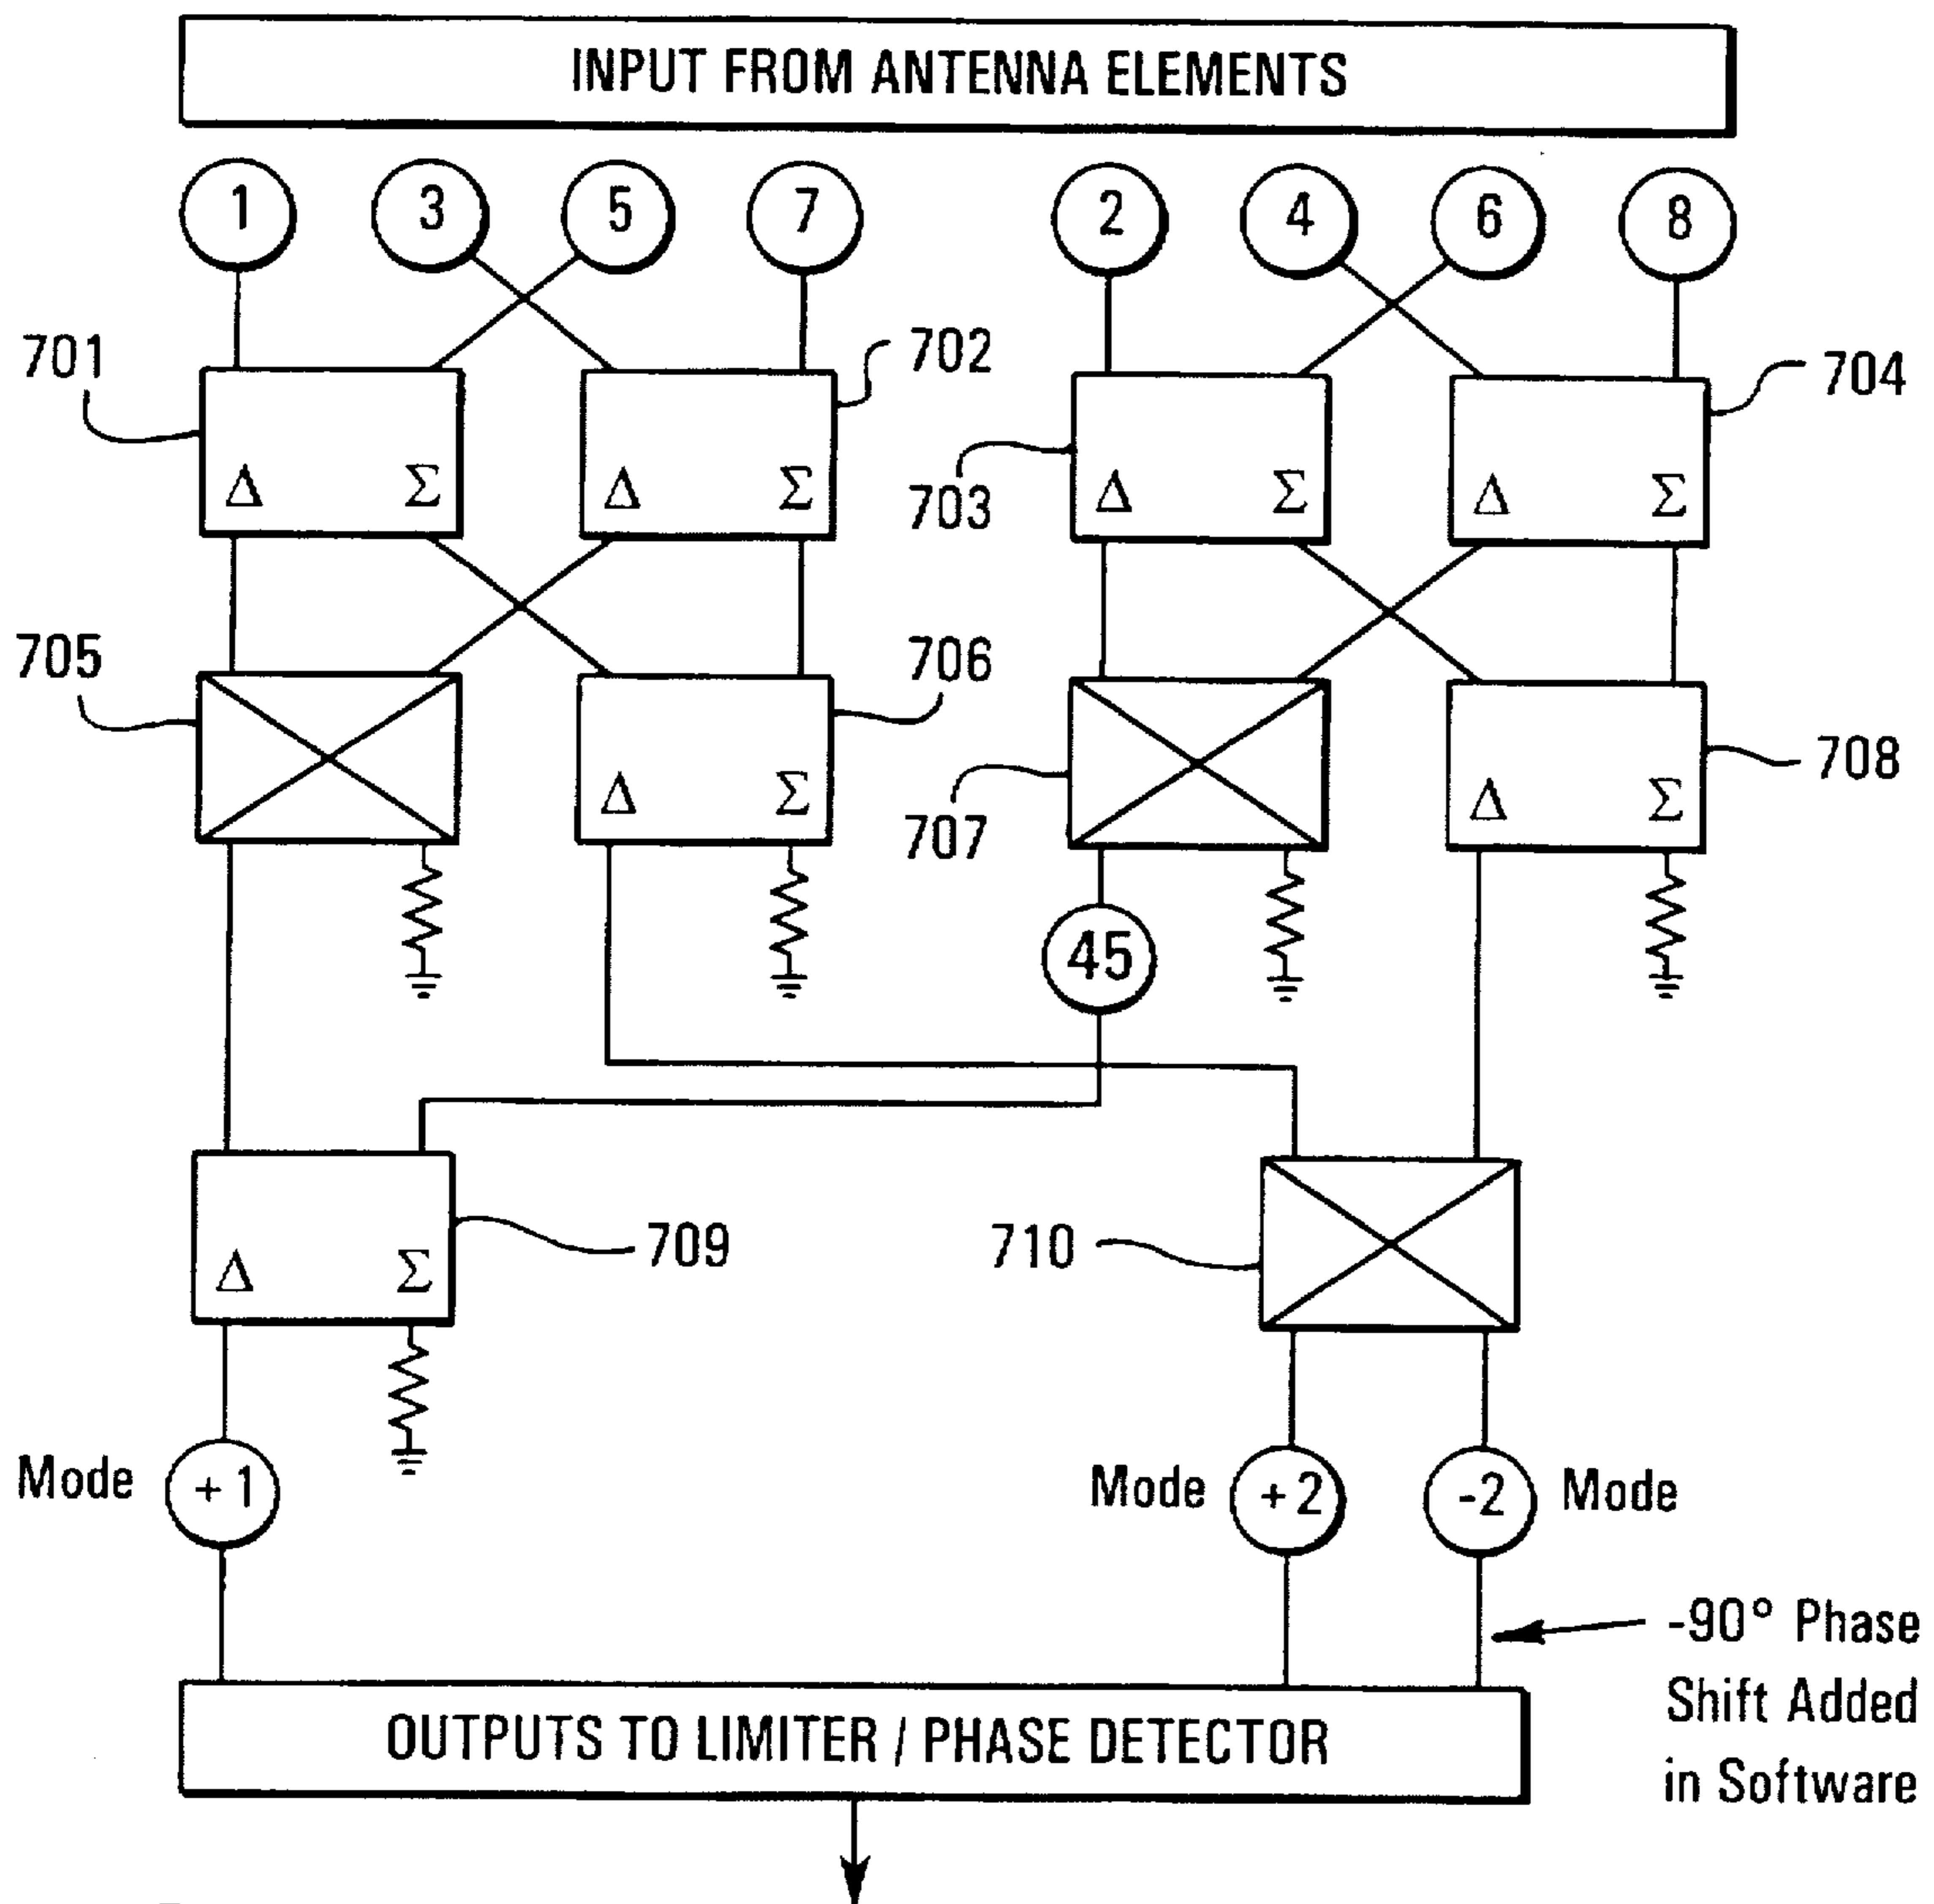 INPUT FROM ANTENNA ELEMENTS
1 3 5 7 2 4 6 8
701 702 704
Δ Σ Δ Σ 703 Δ Σ Δ Σ
705 706
708
Δ Σ 707 Δ Σ
45
709 710
Δ Σ
Mode +1 Mode +2 -2 Mode
-90° Phase
Shift Added
in Software
OUTPUTS TO LIMITER / PHASE DETECTOR